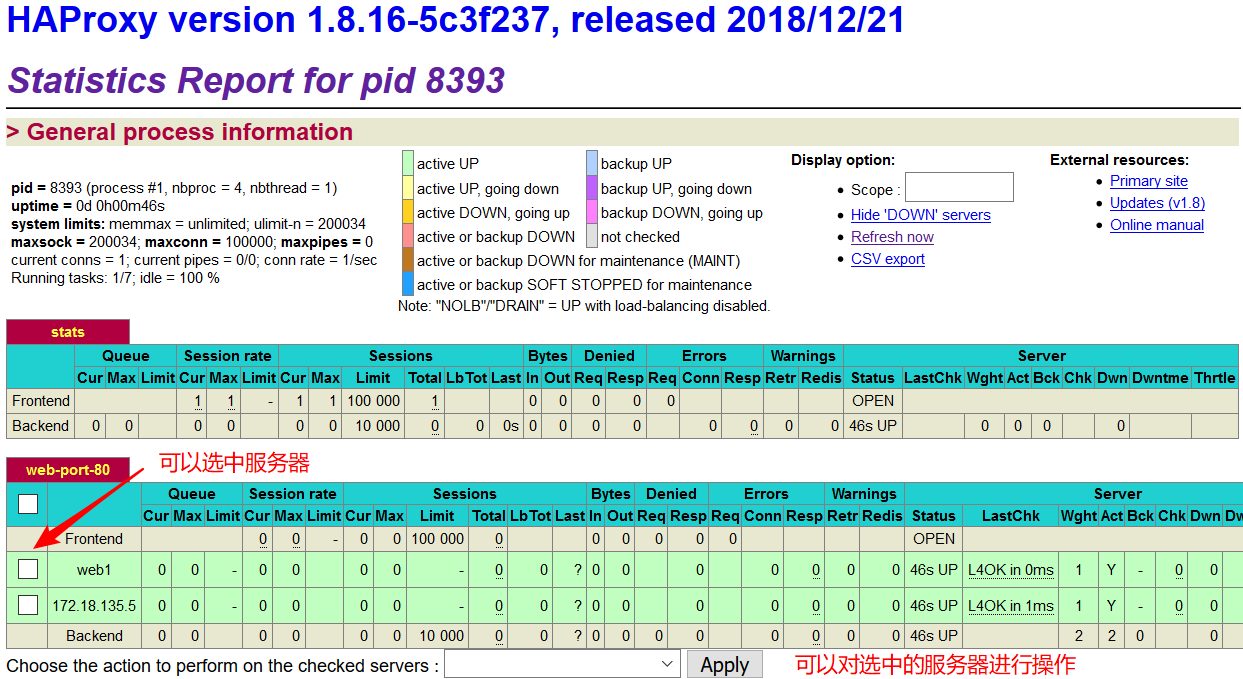 HAProxy version 1.8.16-5c3f237, released 2018/12/21
Statistics Report for pid 8393
> General process information
pid = 8393 (process #1, nbproc = 4, nbthread = 1)
uptime = 0d 0h00m46s
system limits: memmax = unlimited; ulimit-n = 200034
maxsock = 200034; maxconn = 100000; maxpipes = 0
current conns = 1; current pipes = 0/0; conn rate = 1/sec
Running tasks: 1/7; idle = 100 %
active UP
backup UP
active UP, going down
backup UP, going down
active DOWN, going up
backup DOWN, going up
active or backup DOWN
not checked
active or backup DOWN for maintenance (MAINT)
active or backup SOFT STOPPED for maintenance
Note: "NOLB"/"DRAIN" = UP with load-balancing disabled.
Display option:
Scope :
Hide 'DOWN' servers
Refresh now
CSV export
External resources:
Primary site
Updates (v1.8)
Online manual
stats
Queue Session rate Sessions Bytes Denied Errors Warnings Server
Cur Max Limit Cur Max Limit Cur Max Limit Total LbTot Last In Out Req Resp Req Conn Resp Retr Redis Status LastChk Wght Act Bck Chk Dwn Dwntme Thrtle
Frontend 1 1 - 1 1 100 000 1 0 0 0 0 0 OPEN
Backend 0 0 0 0 0 0 10 000 0 0 0s 0 0 0 0 0 0 0 0 46s UP 0 0 0 0
web-port-80
可以选中服务器
Queue Session rate Sessions Bytes Denied Errors Warnings Server
Cur Max Limit Cur Max Limit Cur Max Limit Total LbTot Last In Out Req Resp Req Conn Resp Retr Redis Status LastChk Wght Act Bck Chk Dwn Dw
Frontend 0 0 - 0 0 100 000 0 0 0 0 0 0 OPEN
web1 0 0 - 0 0 0 0 - 0 0 ? 0 0 0 0 0 0 0 46s UP L4OK in 0ms 1 Y - 0 0
172.18.135.5 0 0 - 0 0 0 0 - 0 0 ? 0 0 0 0 0 0 0 46s UP L4OK in 1ms 1 Y - 0 0
Backend 0 0 0 0 0 0 10 000 0 0 ? 0 0 0 0 0 0 0 0 46s UP 2 2 0 0
Choose the action to perform on the checked servers : Apply
可以对选中的服务器进行操作